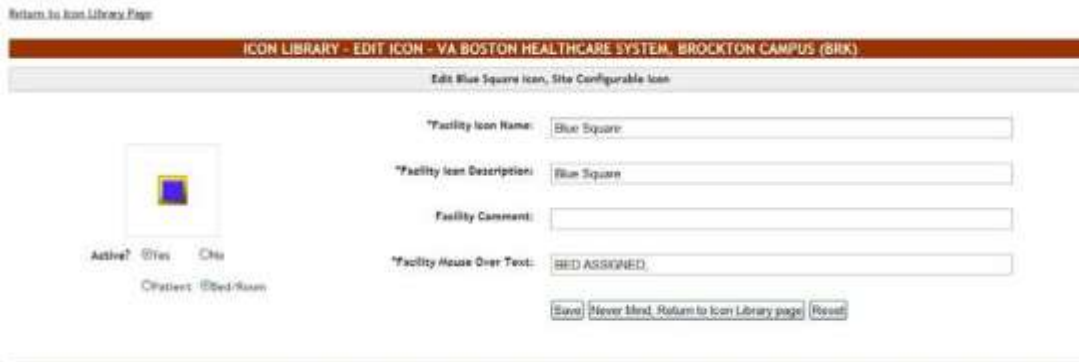 Return to Icon Library Page
ICON LIBRARY - EDIT ICON - VA BOSTON HEALTHCARE SYSTEM, BROCKTON CAMPUS (BRK)
Edit Blue Square Icon, Site Configurable Icon
*Facility Icon Name: Blue Square
*Facility Icon Description: Blue Square
Facility Comment:
Active? Yes No
*Facility Mouse Over Text: BED ASSIGNED,
Patient Bed/Room
Save Never Mind, Return to Icon Library page Reset